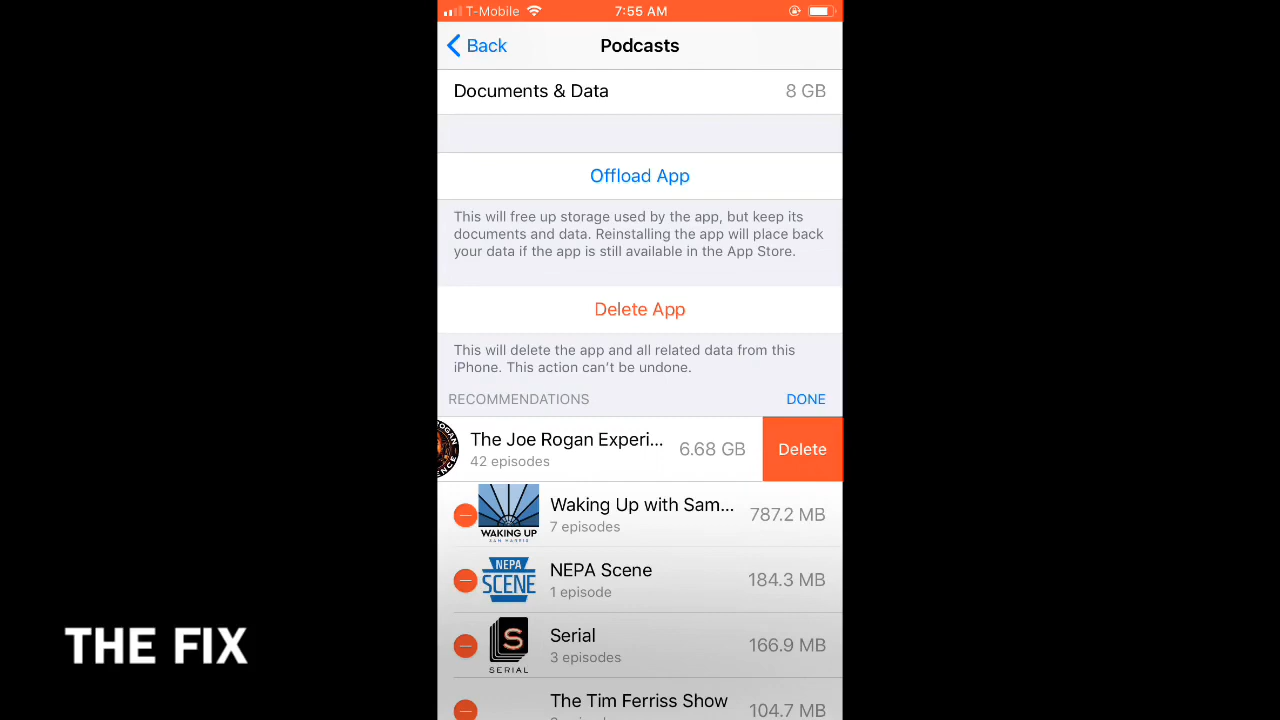 T-Mobile 7:55 AM
Back Podcasts
Documents & Data 8 GB
Offload App
This will free up storage used by the app, but keep its
documents and data. Reinstalling the app will place back
your data if the app is still available in the App Store.
Delete App
This will delete the app and all related data from this
iPhone. This action can't be undone.
RECOMMENDATIONS DONE
The Joe Rogan Experi... 6.68 GB Delete
42 episodes
Waking Up with Sam... 787.2 MB
7 episodes
WAKING UP
SAM HARRIS
NEPA Scene 184.3 MB
1 episode
NEPA
SCENE
Serial 166.9 MB
3 episodes
S
SERIAL
The Tim Ferriss Show 104.7 MB
THE FIX